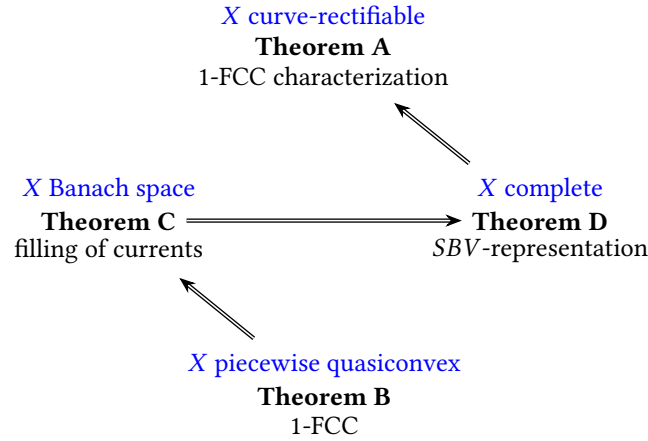 X curve-rectifiable
Theorem A
1-FCC characterization
X Banach space
Theorem C
filling of currents
X complete
Theorem D
SBV-representation
X piecewise quasiconvex
Theorem B
1-FCC